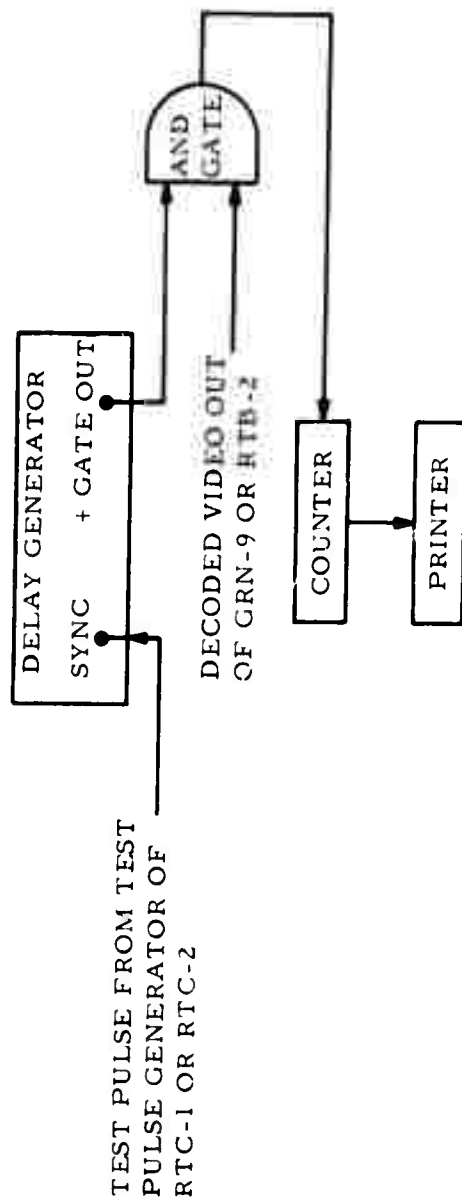 TEST PULSE FROM TEST
PULSE GENERATOR OF
RTC-1 OR RTC-2
DELAY GENERATOR
SYNC + GATE OUT
DECODED VIDEO OUT
OF GRN-9 OR RTB-2
AND
GATE
COUNTER
PRINTER